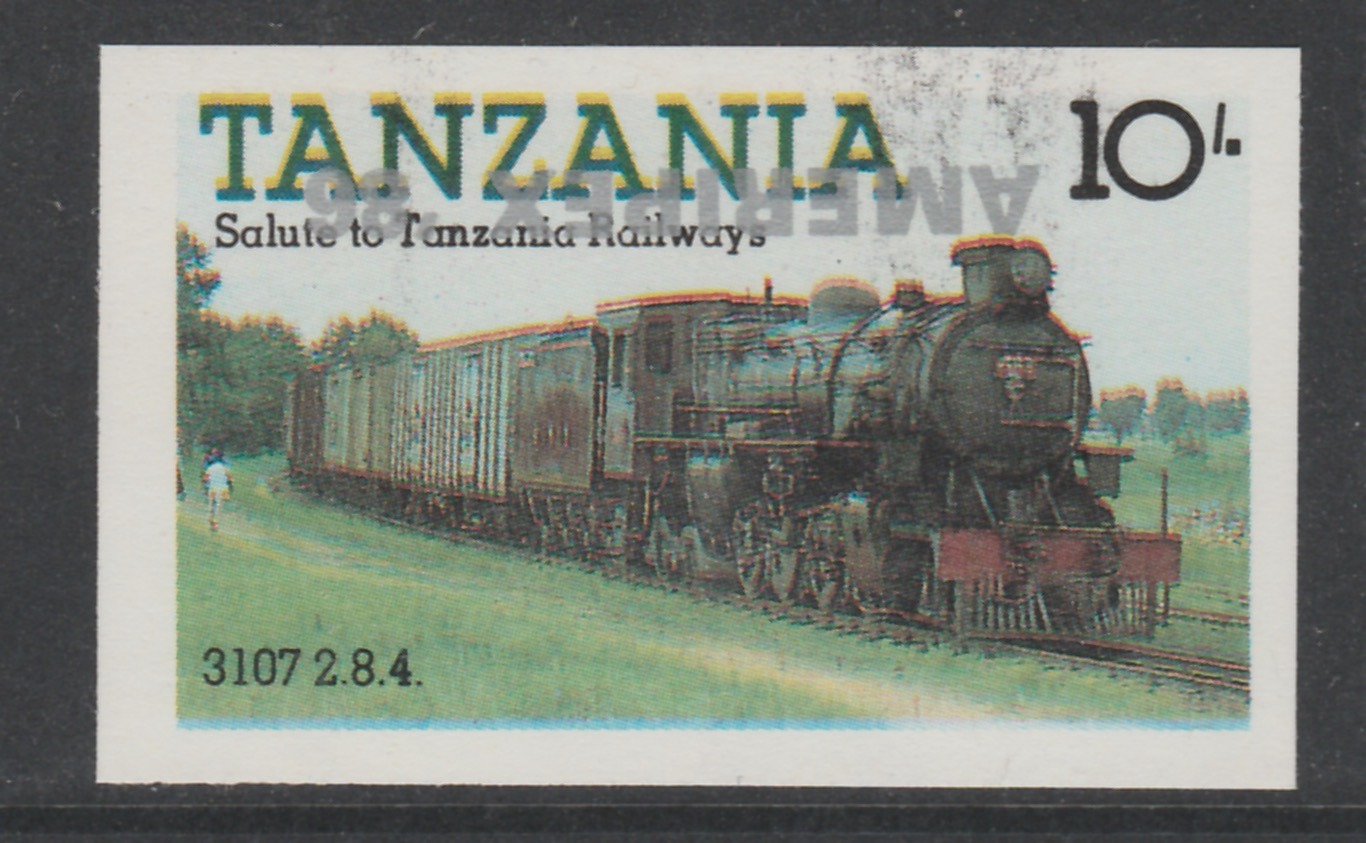 TANZANIA 10/-
AMERIPEX '86
Salute to Tanzania Railways
3107 2.8.4.